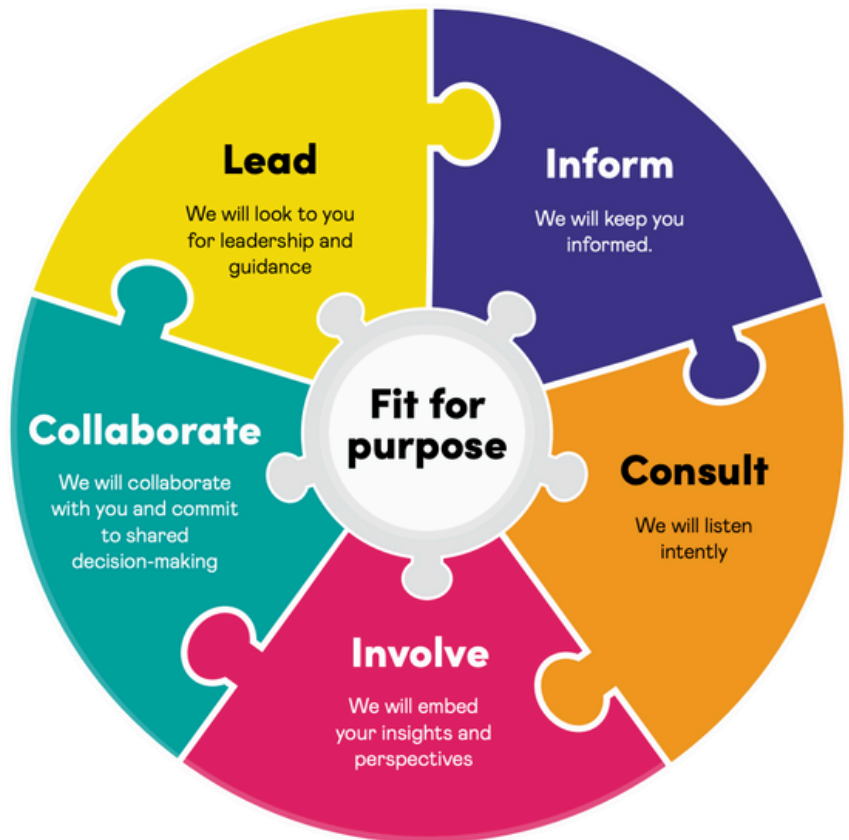 Lead
We will look to you
for leadership and
guidance
Inform
We will keep you
informed.
Fit for
purpose
Collaborate
We will collaborate
with you and commit
to shared
decision-making
Consult
We will listen
intently
Involve
We will embed
your insights and
perspectives